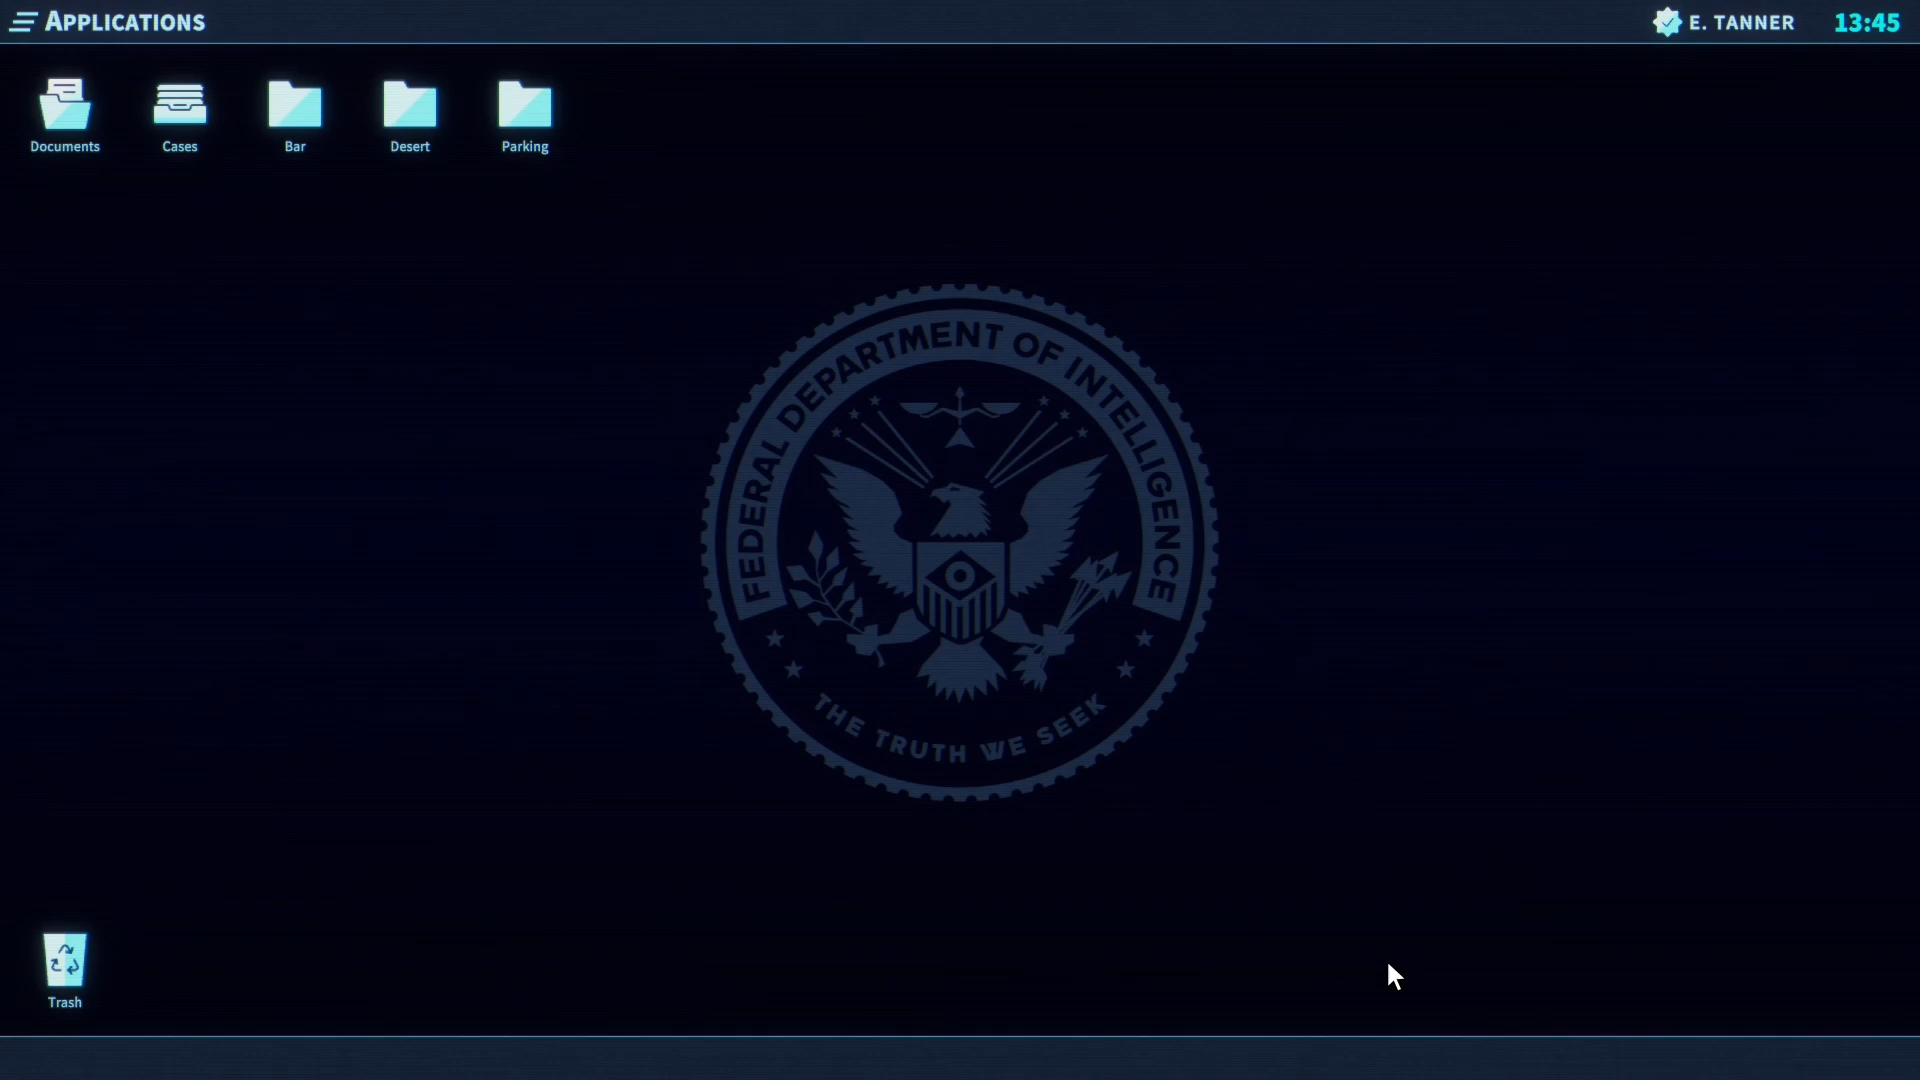 APPLICATIONS
E. TANNER
13:45
Documents
Cases
Bar
Desert
Parking
FEDERAL DEPARTMENT OF INTELLIGENCE
THE TRUTH WE SEEK
Trash